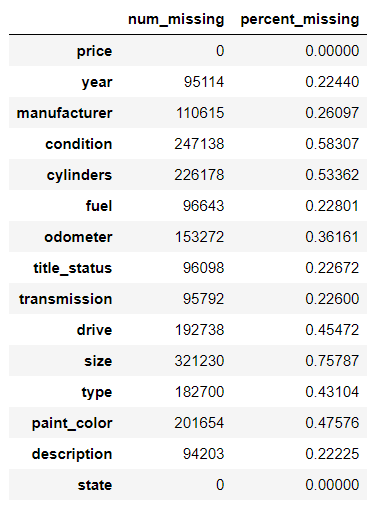 num_missing percent_missing
price 0 0.00000
year 95114 0.22440
manufacturer 110615 0.26097
condition 247138 0.58307
cylinders 226178 0.53362
fuel 96643 0.22801
odometer 153272 0.36161
title_status 96098 0.22672
transmission 95792 0.22600
drive 192738 0.45472
size 321230 0.75787
type 182700 0.43104
paint_color 201654 0.47576
description 94203 0.22225
state 0 0.00000